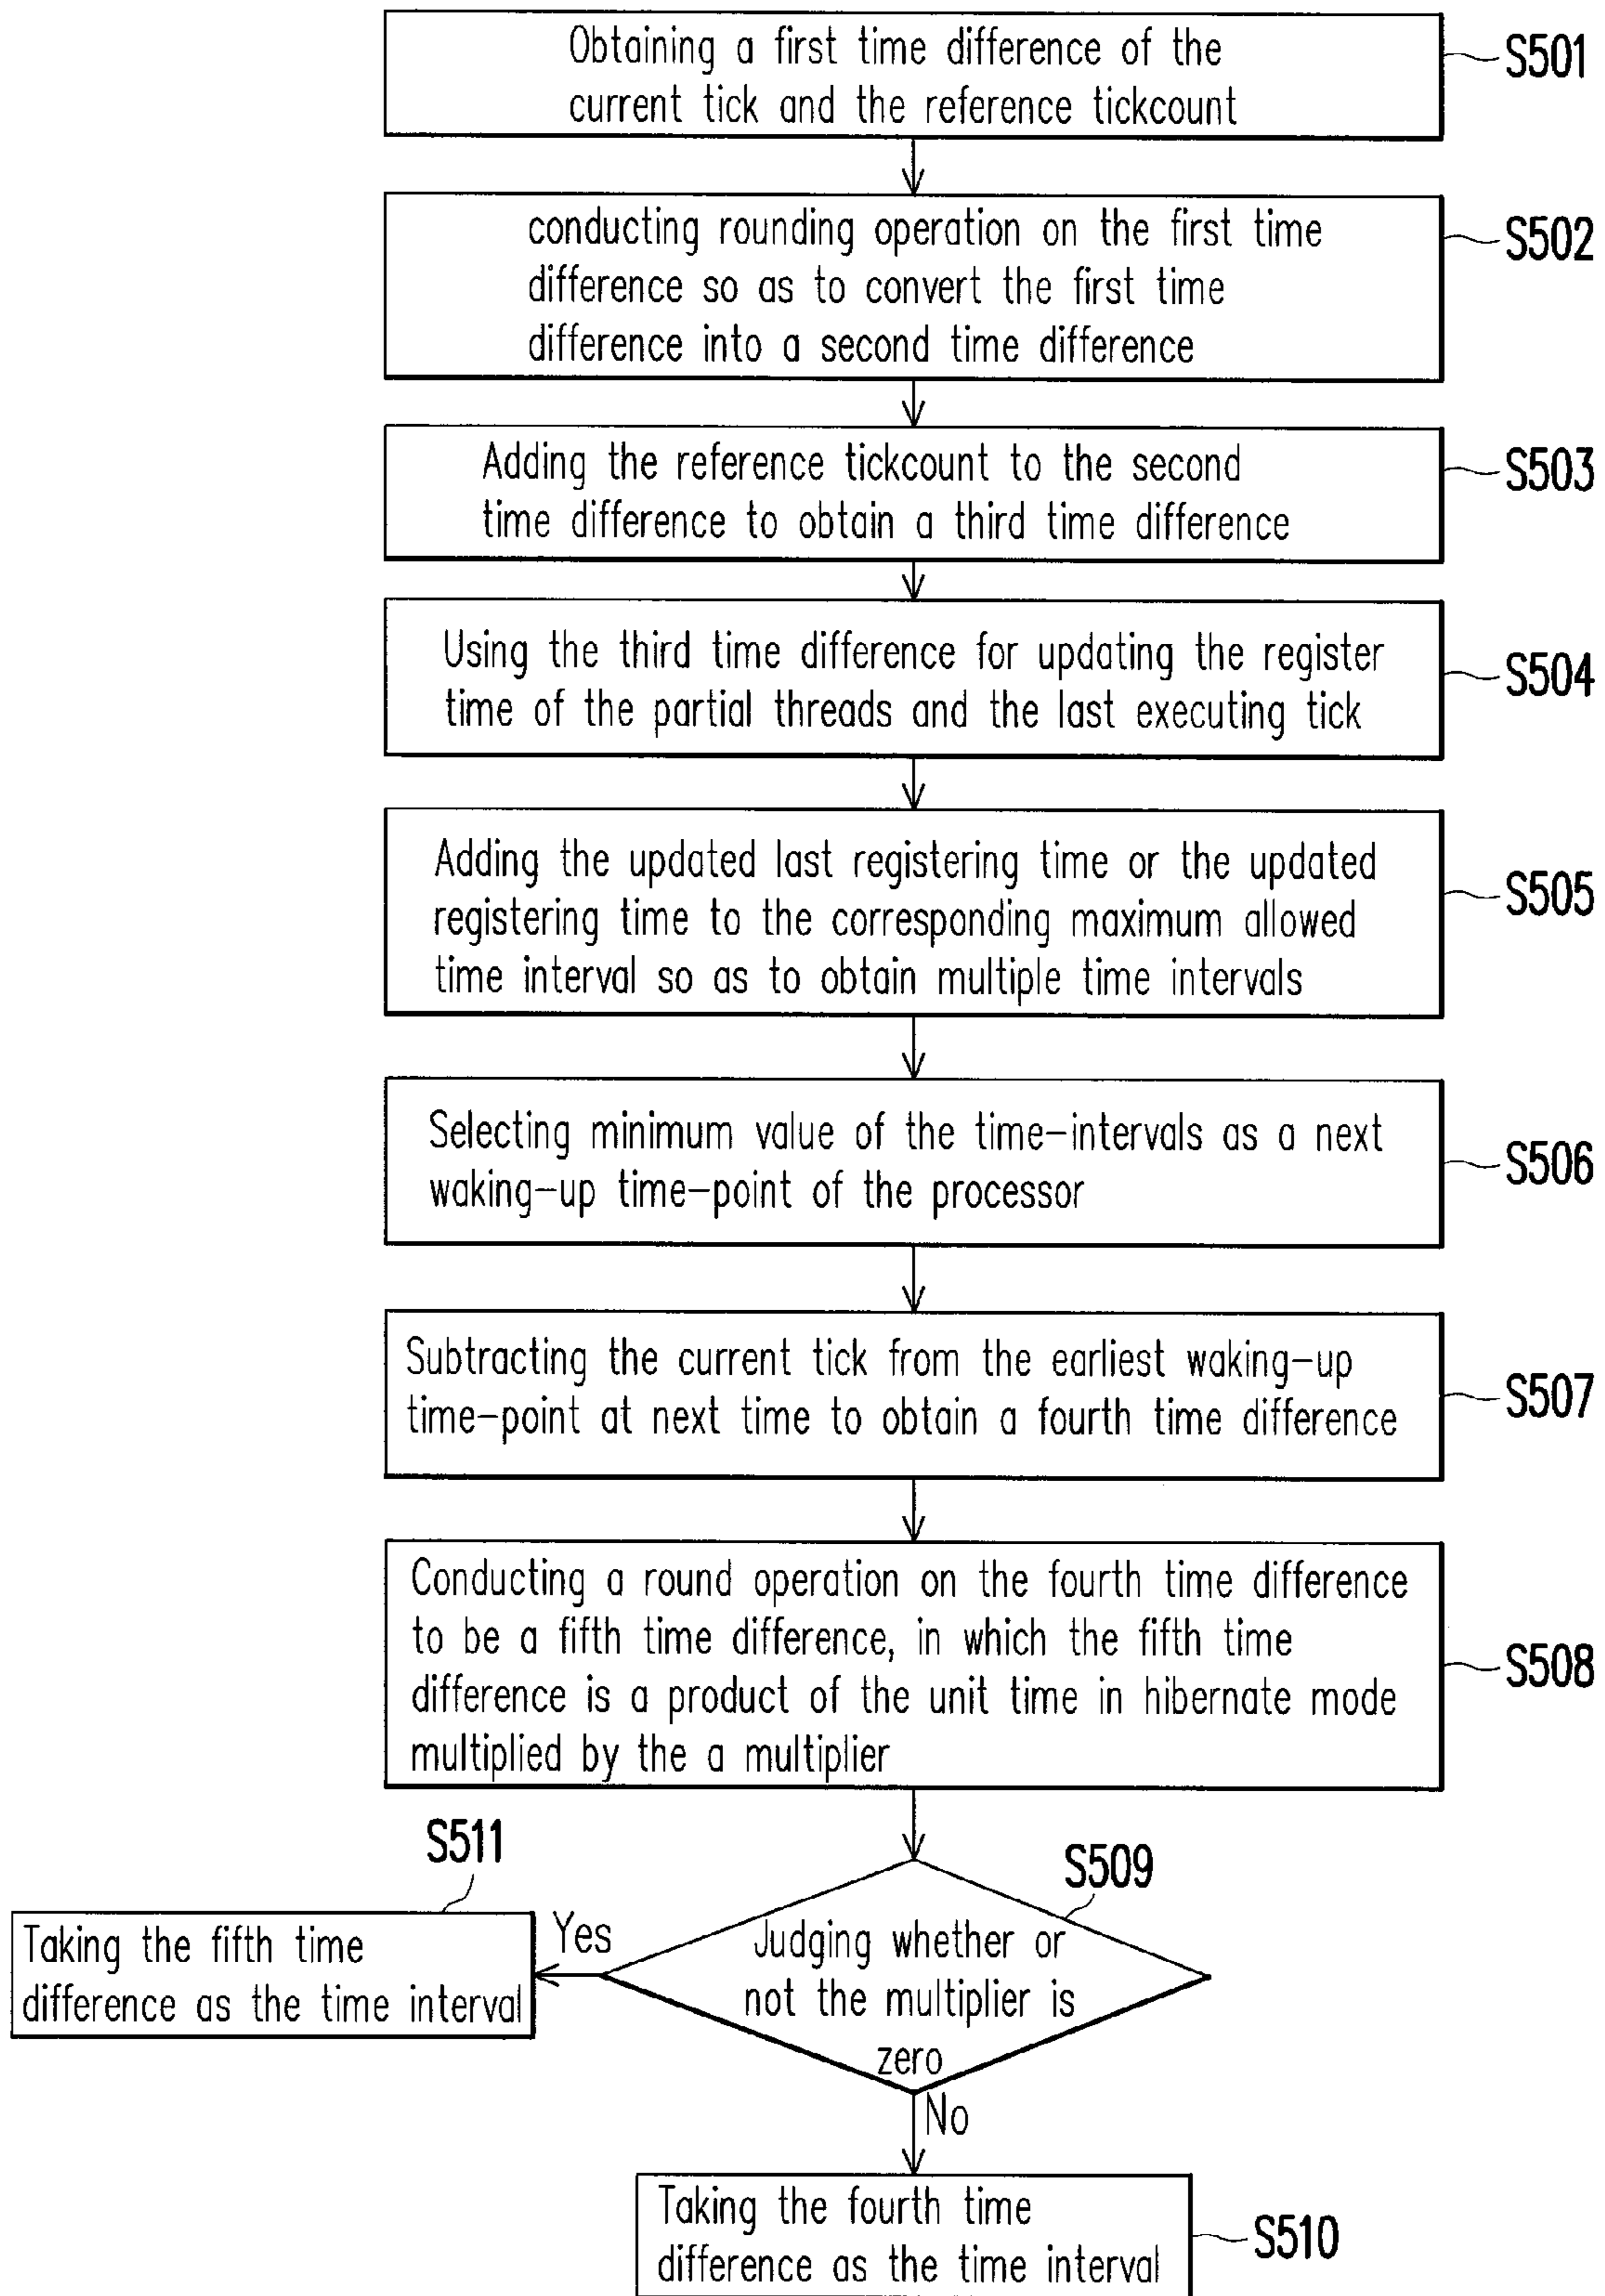 Obtaining a first time difference of the
current tick and the reference tickcount
S501
conducting rounding operation on the first time
difference so as to convert the first time
difference into a second time difference
S502
Adding the reference tickcount to the second
time difference to obtain a third time difference
S503
Using the third time difference for updating the register
time of the partial threads and the last executing tick
S504
Adding the updated last registering time or the updated
registering time to the corresponding maximum allowed
time interval so as to obtain multiple time intervals
S505
Selecting minimum value of the time-intervals as a next
waking-up time-point of the processor
S506
Subtracting the current tick from the earliest waking-up
time-point at next time to obtain a fourth time difference
S507
Conducting a round operation on the fourth time difference
to be a fifth time difference, in which the fifth time
difference is a product of the unit time in hibernate mode
multiplied by the a multiplier
S508
S511
S509
Taking the fifth time
difference as the time interval
Yes
Judging whether or
not the multiplier is
zero
No
Taking the fourth time
difference as the time interval
S510